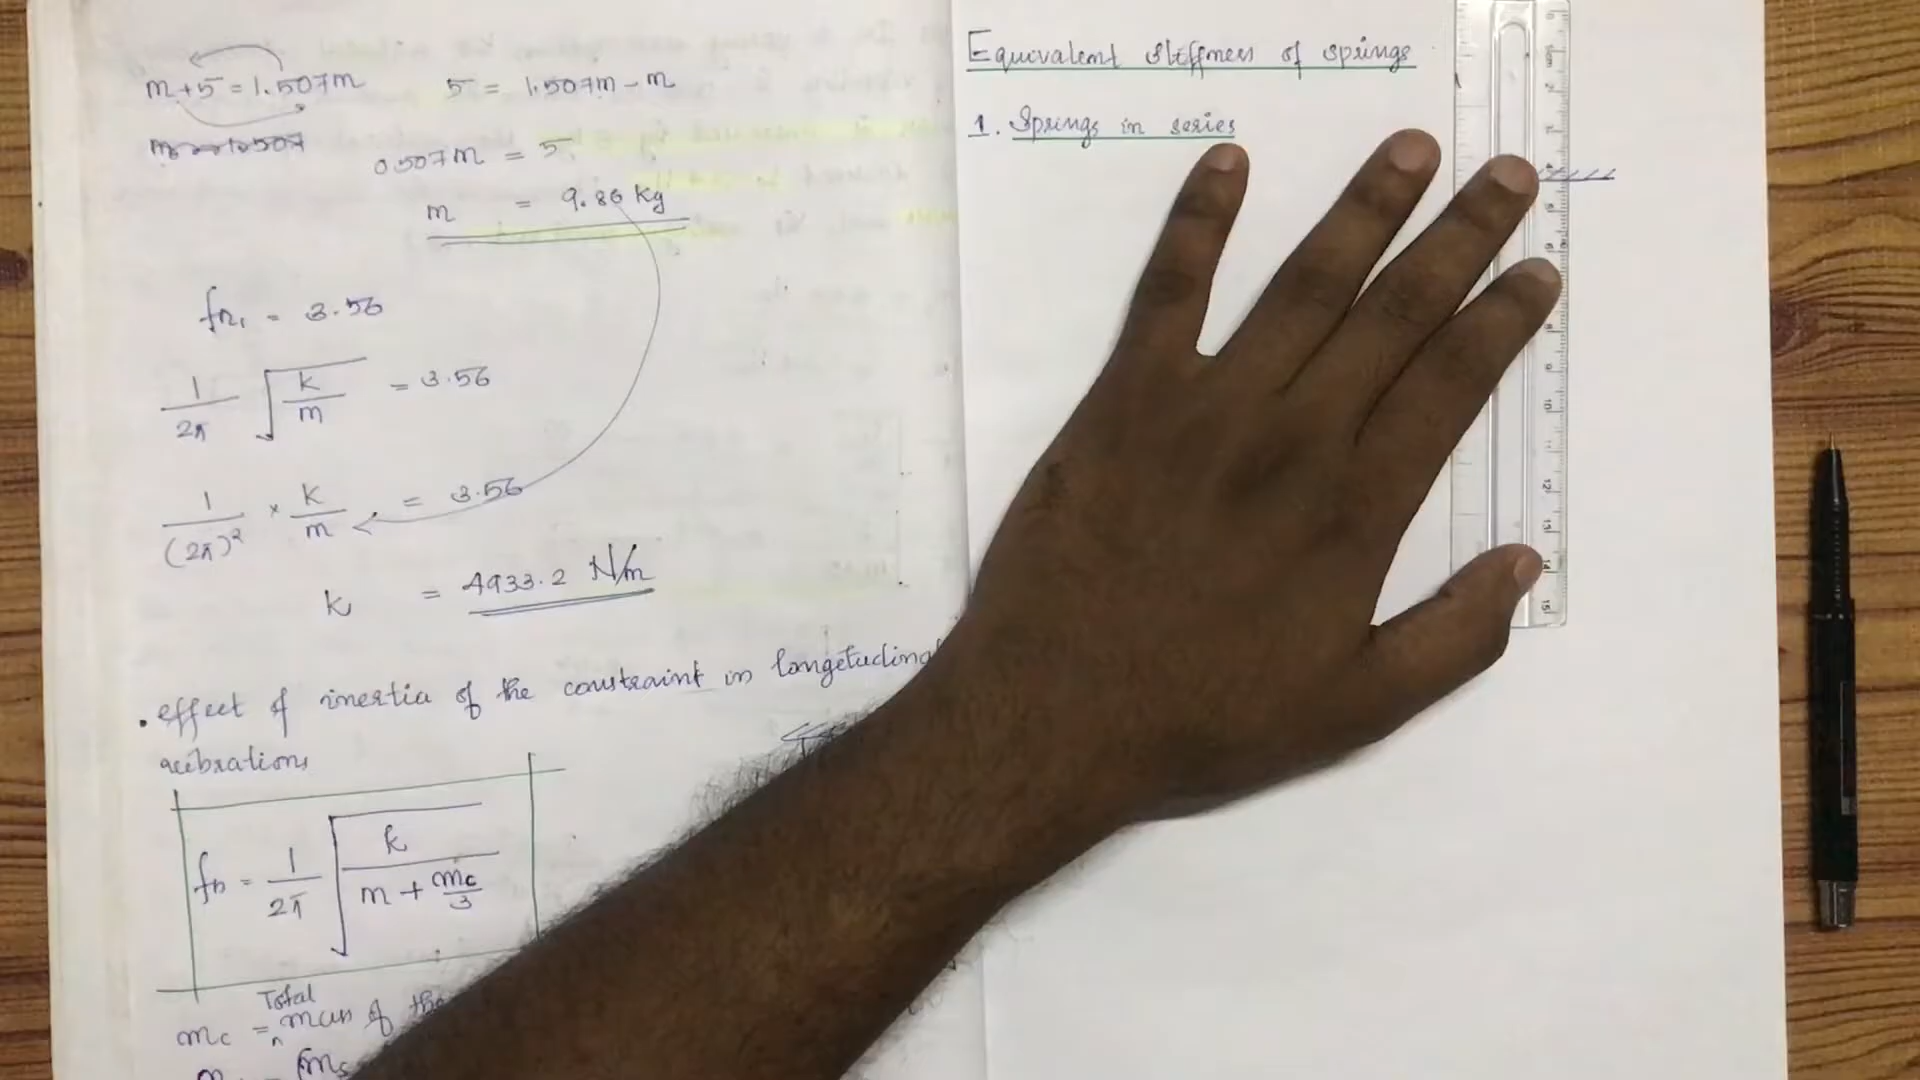 m+5 = 1.507m
5 = 1.507m - m
0.507m = 5
m = 9.86 Kg
fn₁ = 3.56
1/2π √(k/m) = 3.56
1/(2π)² × k/m = 3.56
k = 4933.2 N/m
• effect of inertia of the constraint in longetudinal
vibrations
fn = 1/2π √(k/(m + mc/3))
Total
mc = mass of the
Equivalent Stiffness of springs
1. Springs in series